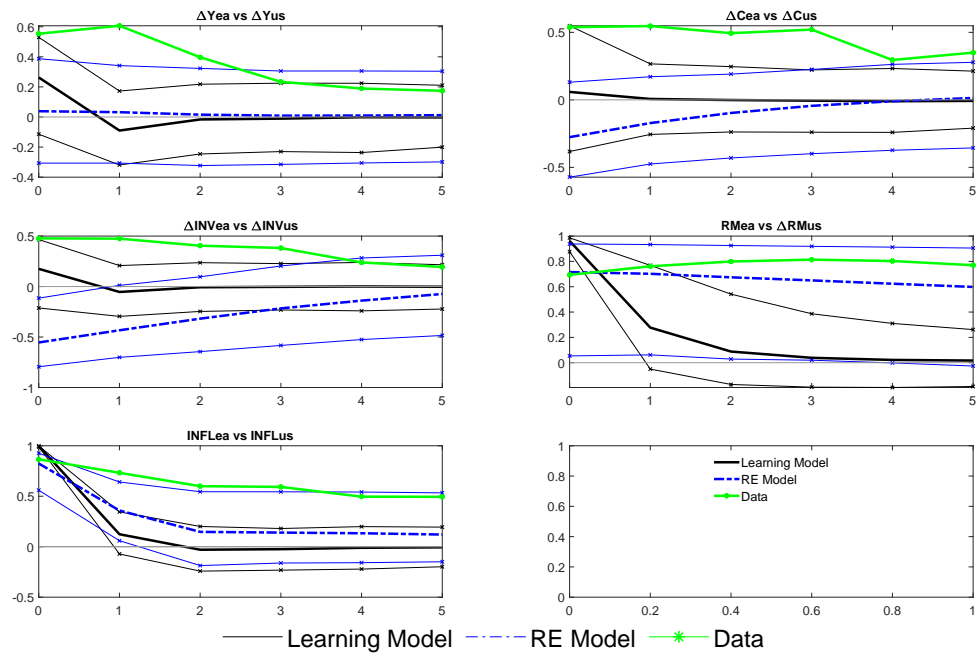 ΔYea vs ΔYus
0.6
0.4
0.2
0
-0.2
-0.4
0 1 2 3 4 5
ΔCea vs ΔCus
0.5
0
-0.5
0 1 2 3 4 5
ΔINVea vs ΔINVus
0.5
0
-0.5
-1
0 1 2 3 4 5
RMea vs ΔRMus
1
0.8
0.6
0.4
0.2
0
0 1 2 3 4 5
INFLea vs INFLus
1
0.5
0
-0.5
0 1 2 3 4 5
1
0.8
0.6
0.4
0.2
0
0 0.2 0.4 0.6 0.8 1
Learning Model
RE Model
Data
Learning Model RE Model Data